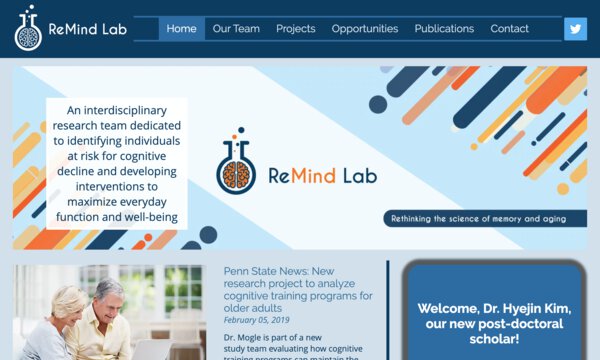 ReMind Lab
Home
Our Team
Projects
Opportunities
Publications
Contact
An interdisciplinary
research team dedicated
to identifying individuals
at risk for cognitive
decline and developing
interventions to
maximize everyday
function and well-being
ReMind Lab
Rethinking the science of memory and aging
Penn State News: New
research project to analyze
cognitive training programs for
older adults
February 05, 2019
Dr. Mogle is part of a new
study team evaluating how cognitive
training programs can maintain the
Welcome, Dr. Hyejin Kim,
our new post-doctoral
scholar!